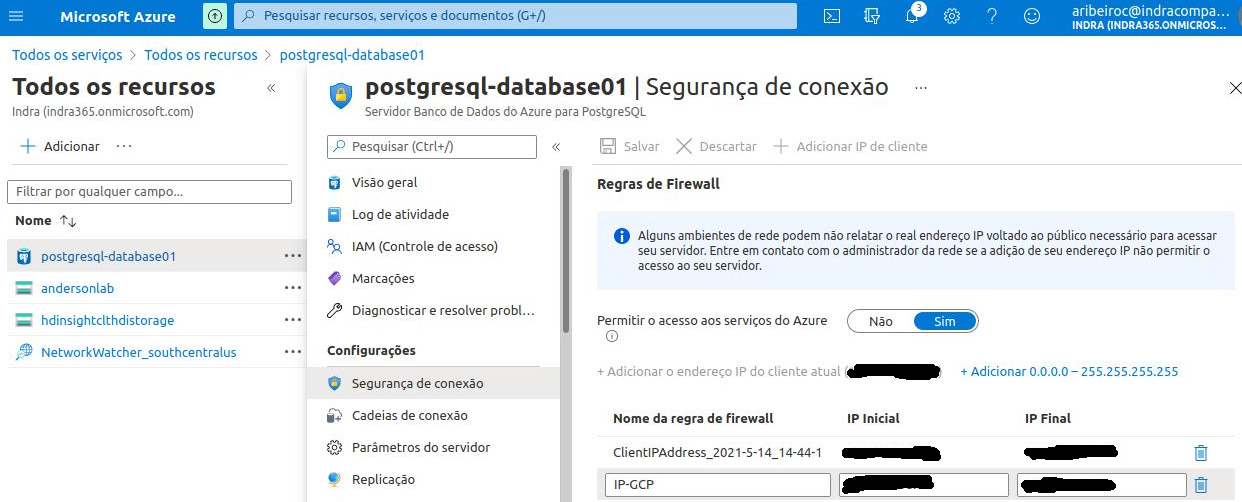 Microsoft Azure
Pesquisar recursos, serviços e documentos (G+/)
3
aribeiroc@indracompa...
INDRA (INDRA365.ONMICROS...
Todos os serviços > Todos os recursos > postgresql-database01
Todos os recursos
«
Indra (indra365.onmicrosoft.com)
+ Adicionar ...
Filtrar por qualquer campo...
Nome ↑↓
postgresql-database01 ...
andersonlab ...
hdinsightclthdistorage ...
NetworkWatcher_southcentralus ...
postgresql-database01 | Segurança de conexão ...
Servidor Banco de Dados do Azure para PostgreSQL
Pesquisar (Ctrl+/)
«
Visão geral
Log de atividade
IAM (Controle de acesso)
Marcações
Diagnosticar e resolver probl...
Configurações
Segurança de conexão
Cadeias de conexão
Parâmetros do servidor
Replicação
Salvar Descartar + Adicionar IP de cliente
Regras de Firewall
Alguns ambientes de rede podem não relatar o real endereço IP voltado ao público necessário para acessar
seu servidor. Entre em contato com o administrador da rede se a adição de seu endereço IP não permitir o
acesso ao seu servidor.
Permitir o acesso aos serviços do Azure
Não Sim
+ Adicionar o endereço IP do cliente atual ( ) + Adicionar 0.0.0.0 – 255.255.255.255
Nome da regra de firewall IP Inicial IP Final
ClientIPAddress_2021-5-14_14-44-1
IP-GCP